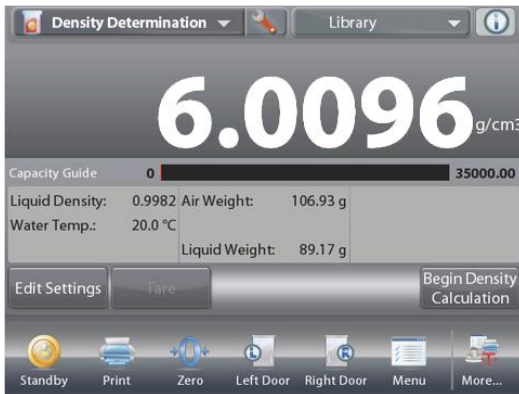 Density Determination Library
6.0096 g/cm3
Capacity Guide 0 35000.00
Liquid Density: 0.9982 Air Weight: 106.93 g
Water Temp.: 20.0 °C
Liquid Weight: 89.17 g
Edit Settings Tare Begin Density
Calculation
Standby Print Zero Left Door Right Door Menu More...